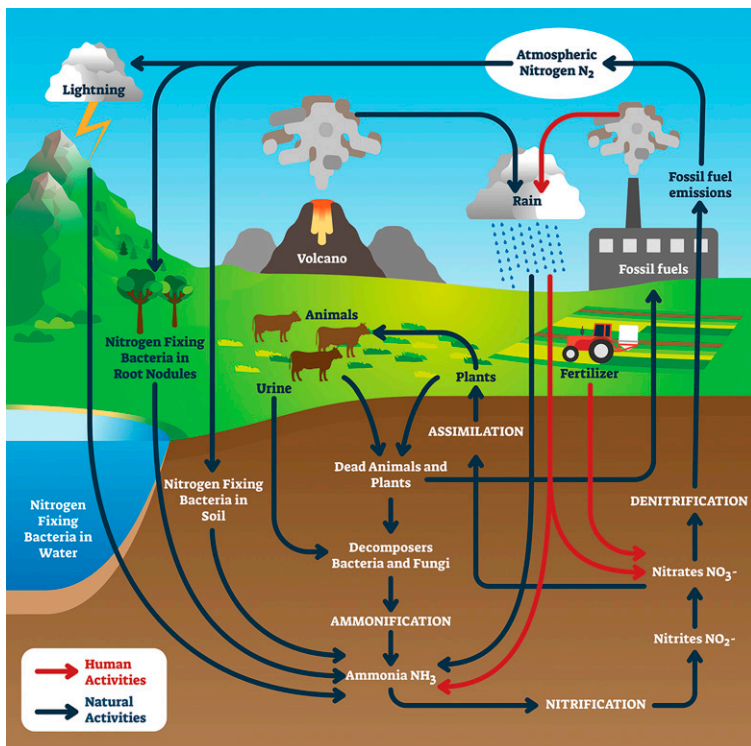 Atmospheric
Nitrogen N₂
Lightning
Rain
Fossil fuel
emissions
Volcano
Fossil fuels
Animals
Nitrogen Fixing
Bacteria in
Root Nodules
Urine
Plants
Fertilizer
ASSIMILATION
Dead Animals and
Plants
Nitrogen Fixing
Bacteria in
Soil
Nitrogen
Fixing
Bacteria in
Water
DENITRIFICATION
Decomposers
Bacteria and Fungi
Nitrates NO₃-
AMMONIFICATION
Nitrites NO₂-
Ammonia NH₃
NITRIFICATION
Human
Activities
Natural
Activities